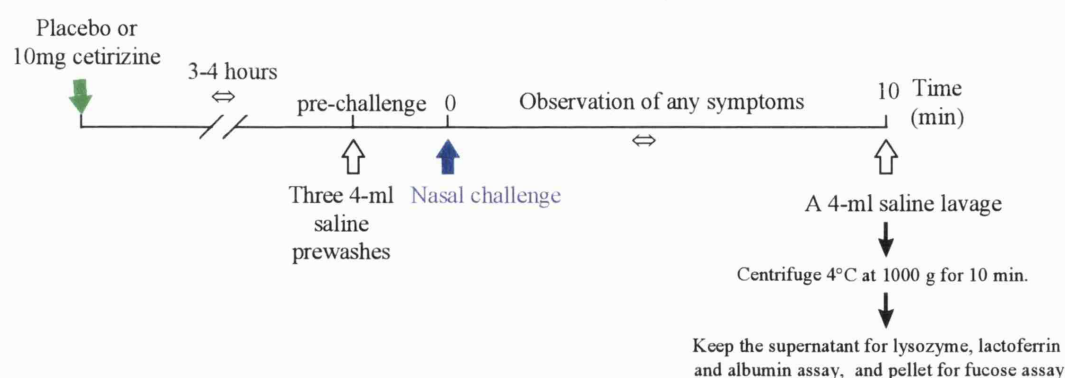 Placebo or
10mg cetirizine
3-4 hours
pre-challenge
0
Observation of any symptoms
10
Time
(min)
Three 4-ml
saline
prewashes
Nasal challenge
A 4-ml saline lavage
Centrifuge 4°C at 1000 g for 10 min.
Keep the supernatant for lysozyme, lactoferrin
and albumin assay, and pellet for fucose assay